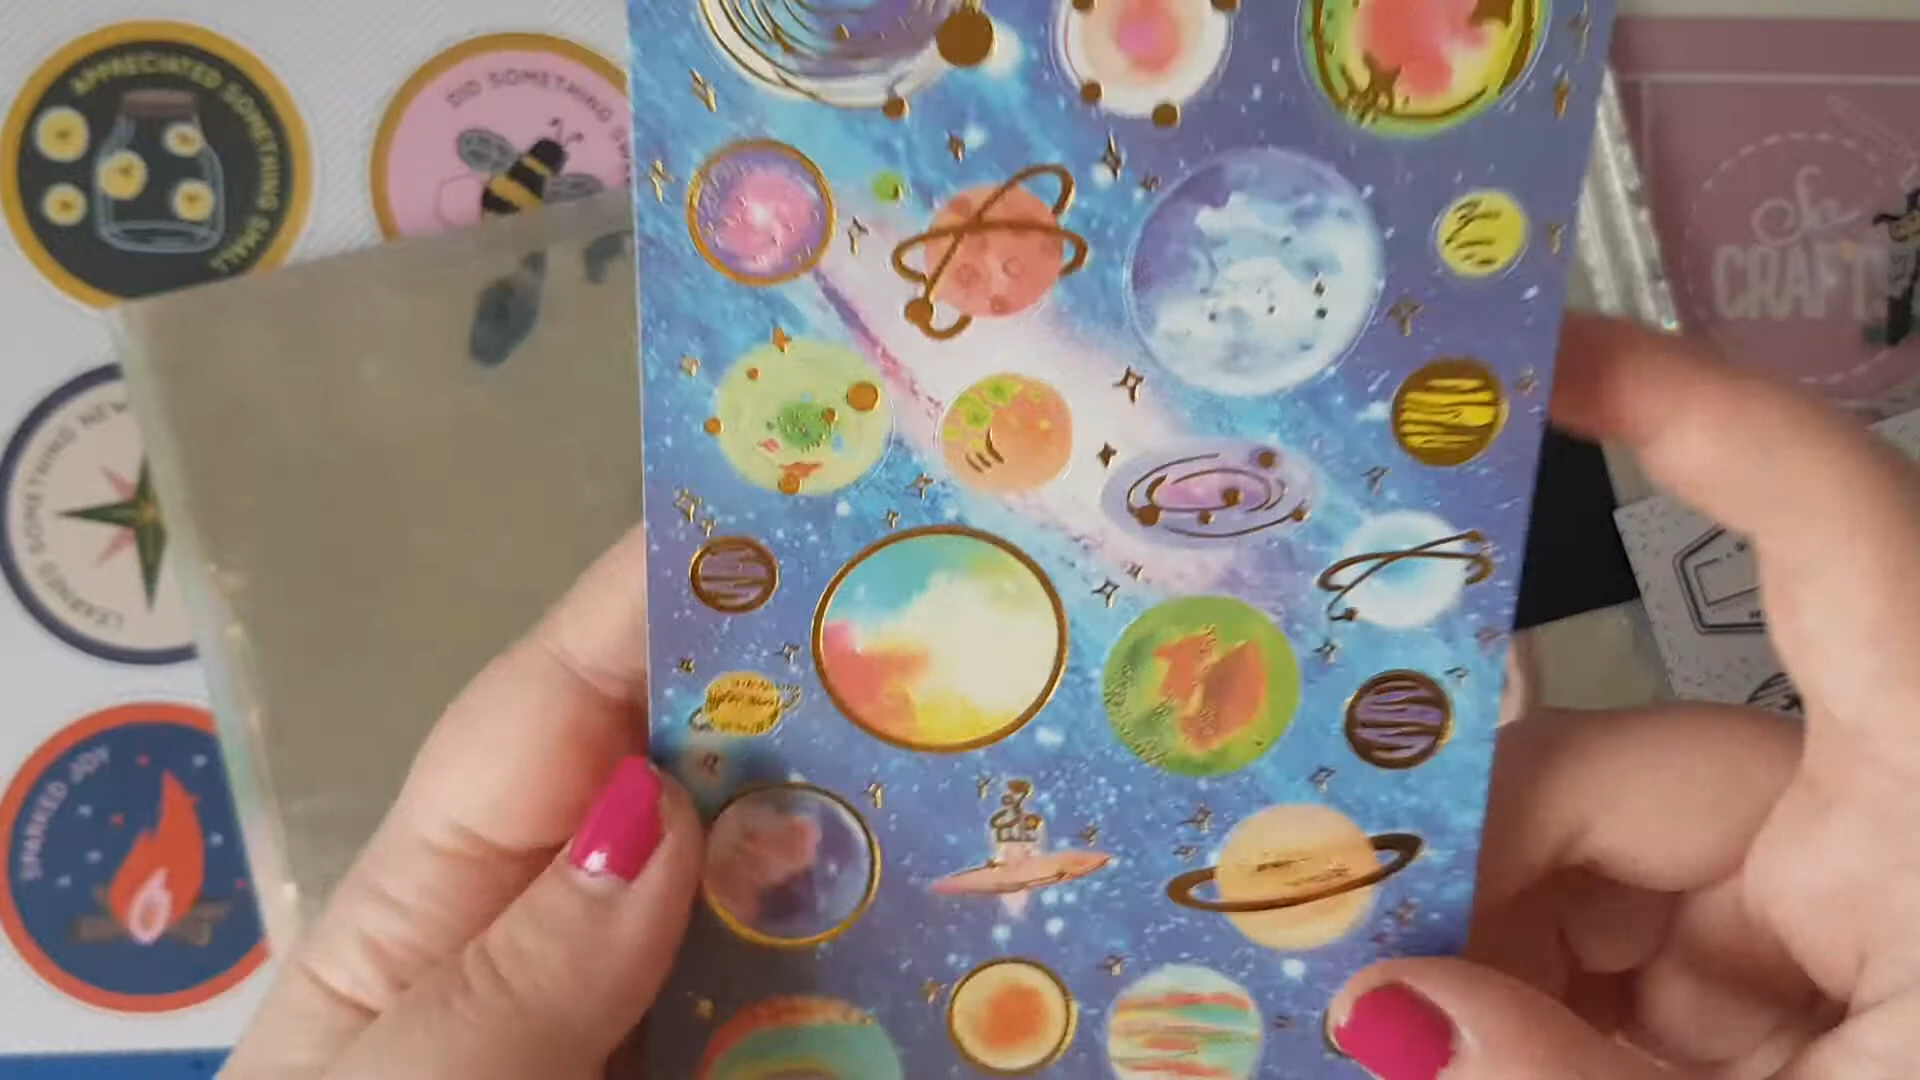 APPRECIATED SOMETHING SMALL
DID SOMETHING
LEARNED SOMETHING NEW
SPARKED JOY
So
CRAFT